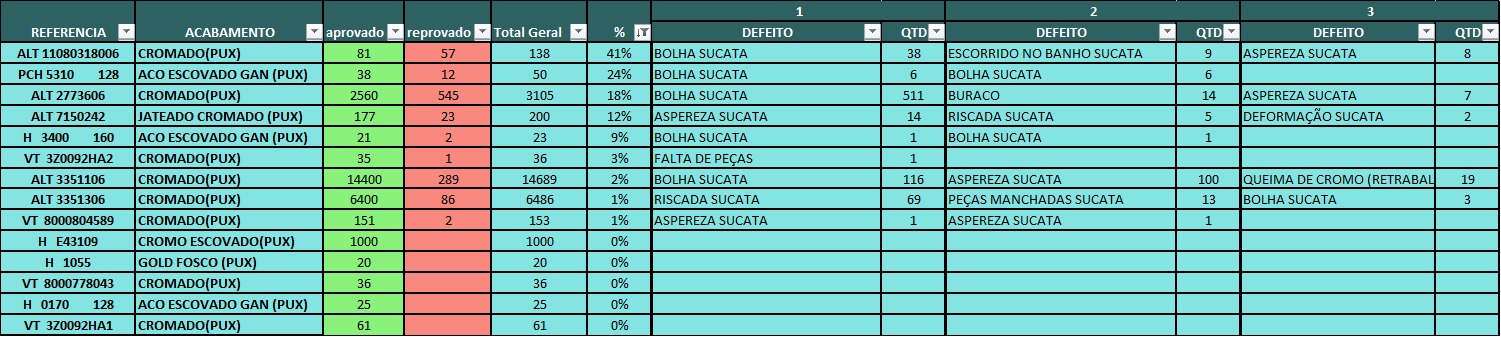 1 2 3
REFERENCIA ACABAMENTO aprovado reprovado Total Geral % DEFEITO QTD DEFEITO QTD DEFEITO QTD
ALT 11080318006 CROMADO(PUX) 81 57 138 41% BOLHA SUCATA 38 ESCORRIDO NO BANHO SUCATA 9 ASPEREZA SUCATA 8
PCH 5310 128 ACO ESCOVADO GAN (PUX) 38 12 50 24% BOLHA SUCATA 6 BOLHA SUCATA 6
ALT 2773606 CROMADO(PUX) 2560 545 3105 18% BOLHA SUCATA 511 BURACO 14 ASPEREZA SUCATA 7
ALT 7150242 JATEADO CROMADO (PUX) 177 23 200 12% ASPEREZA SUCATA 14 RISCADA SUCATA 5 DEFORMAÇÃO SUCATA 2
H 3400 160 ACO ESCOVADO GAN (PUX) 21 2 23 9% BOLHA SUCATA 1 BOLHA SUCATA 1
VT 3Z0092HA2 CROMADO(PUX) 35 1 36 3% FALTA DE PEÇAS 1
ALT 3351106 CROMADO(PUX) 14400 289 14689 2% BOLHA SUCATA 116 ASPEREZA SUCATA 100 QUEIMA DE CROMO (RETRABAL 19
ALT 3351306 CROMADO(PUX) 6400 86 6486 1% RISCADA SUCATA 69 PEÇAS MANCHADAS SUCATA 13 BOLHA SUCATA 3
VT 8000804589 CROMADO(PUX) 151 2 153 1% ASPEREZA SUCATA 1 ASPEREZA SUCATA 1
H E43109 CROMO ESCOVADO(PUX) 1000 1000 0%
H 1055 GOLD FOSCO (PUX) 20 20 0%
VT 8000778043 CROMADO(PUX) 36 36 0%
H 0170 128 ACO ESCOVADO GAN (PUX) 25 25 0%
VT 3Z0092HA1 CROMADO(PUX) 61 61 0%